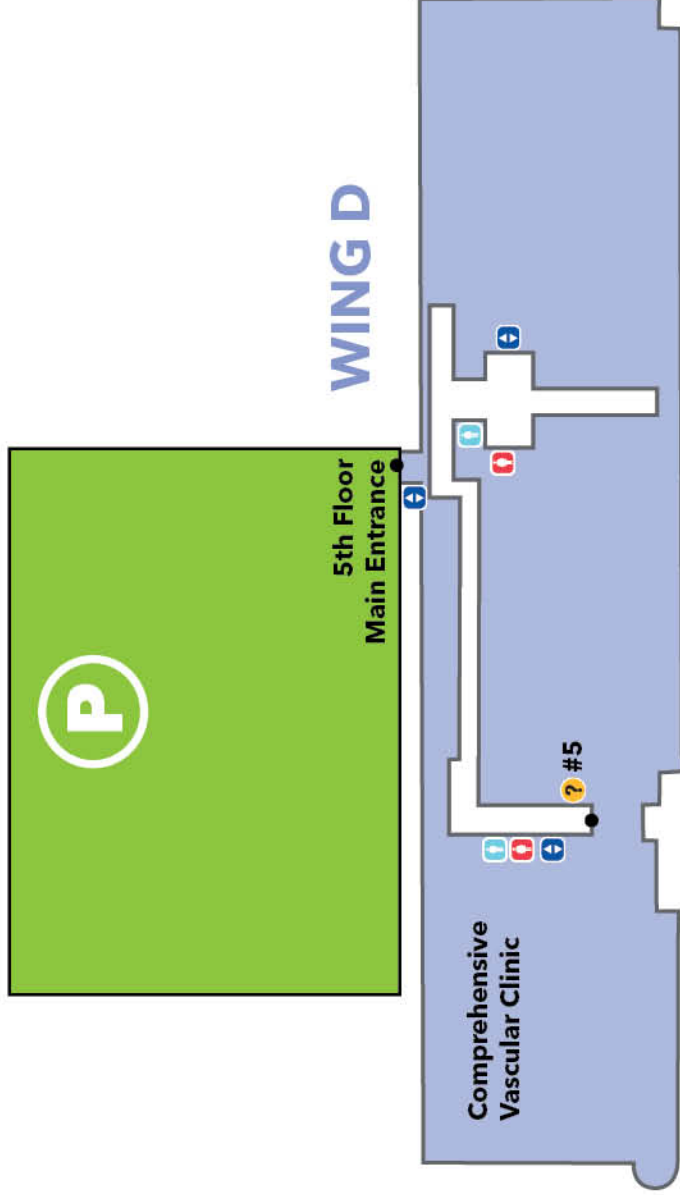 P
5th Floor
Main Entrance
WING D
Comprehensive
Vascular Clinic
? #5